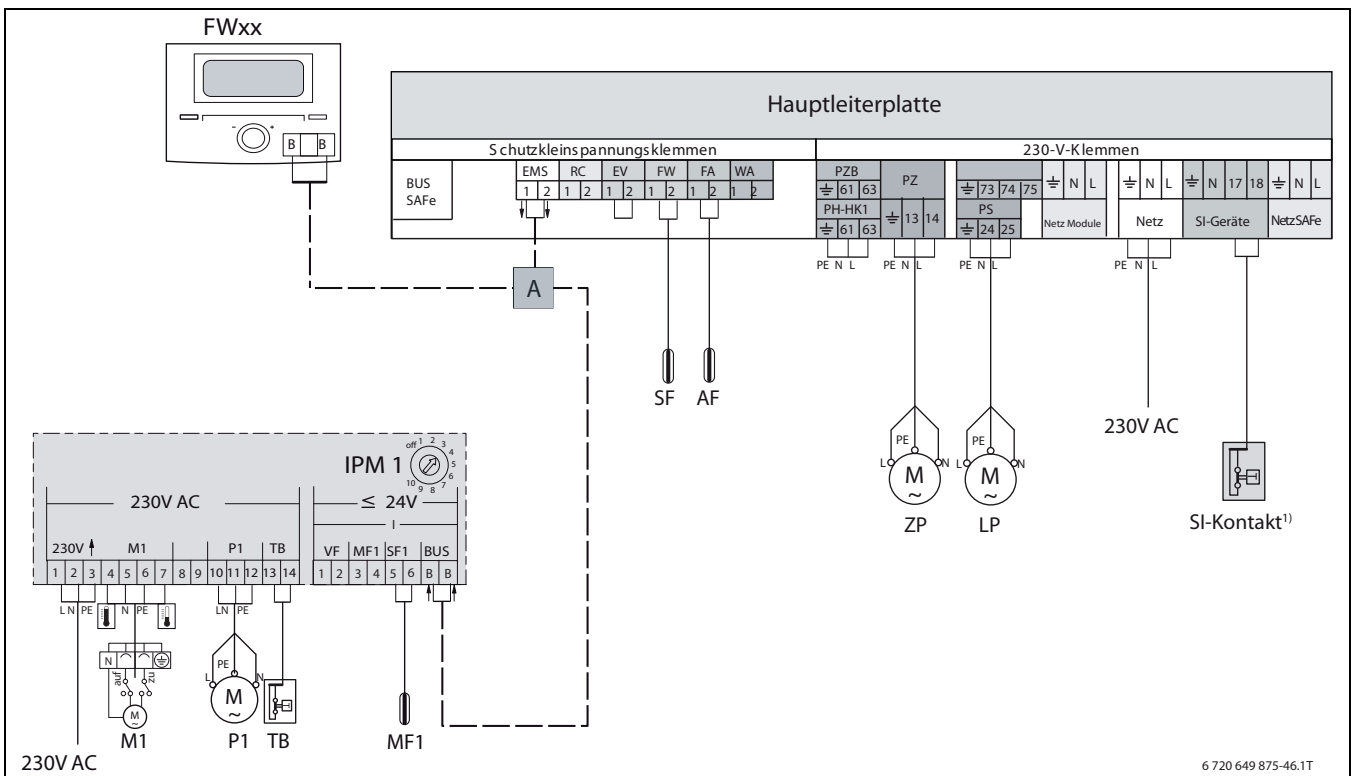 FWxx
B B
Hauptleiterplatte
Schutzkleinspannungsklemmen
230-V-Klemmen
BUS
SAFe
EMS RC EV FW FA WA
1 2 1 2 1 2 1 2 1 2 1 2
PZB
61 63
PH-HK1
61 63
PE N L
PZ
13 14
PE N L
73 74 75
PS
24 25
PE N L
N L
Netz Module
N L
Netz
PE N L
N 17 18
SI-Geräte
N L
NetzSAFe
A
SF AF
PE
L N
M
~
ZP
PE
L N
M
~
LP
230V AC
SI-Kontakt¹⁾
IPM 1
off 1 2 3 4 5 6 7 8 9 10
230V AC
≤ 24V
I
230V M1 P1 TB
VF MF1 SF1 BUS
1 2 3 4 5 6 7 8 9 10 11 12 13 14
1 2 3 4 5 6 B B
L N PE N PE LN PE
N
auf zu
M
~
M1
PE
L N
M
~
P1
TB
MF1
230V AC
6 720 649 875-46.1T